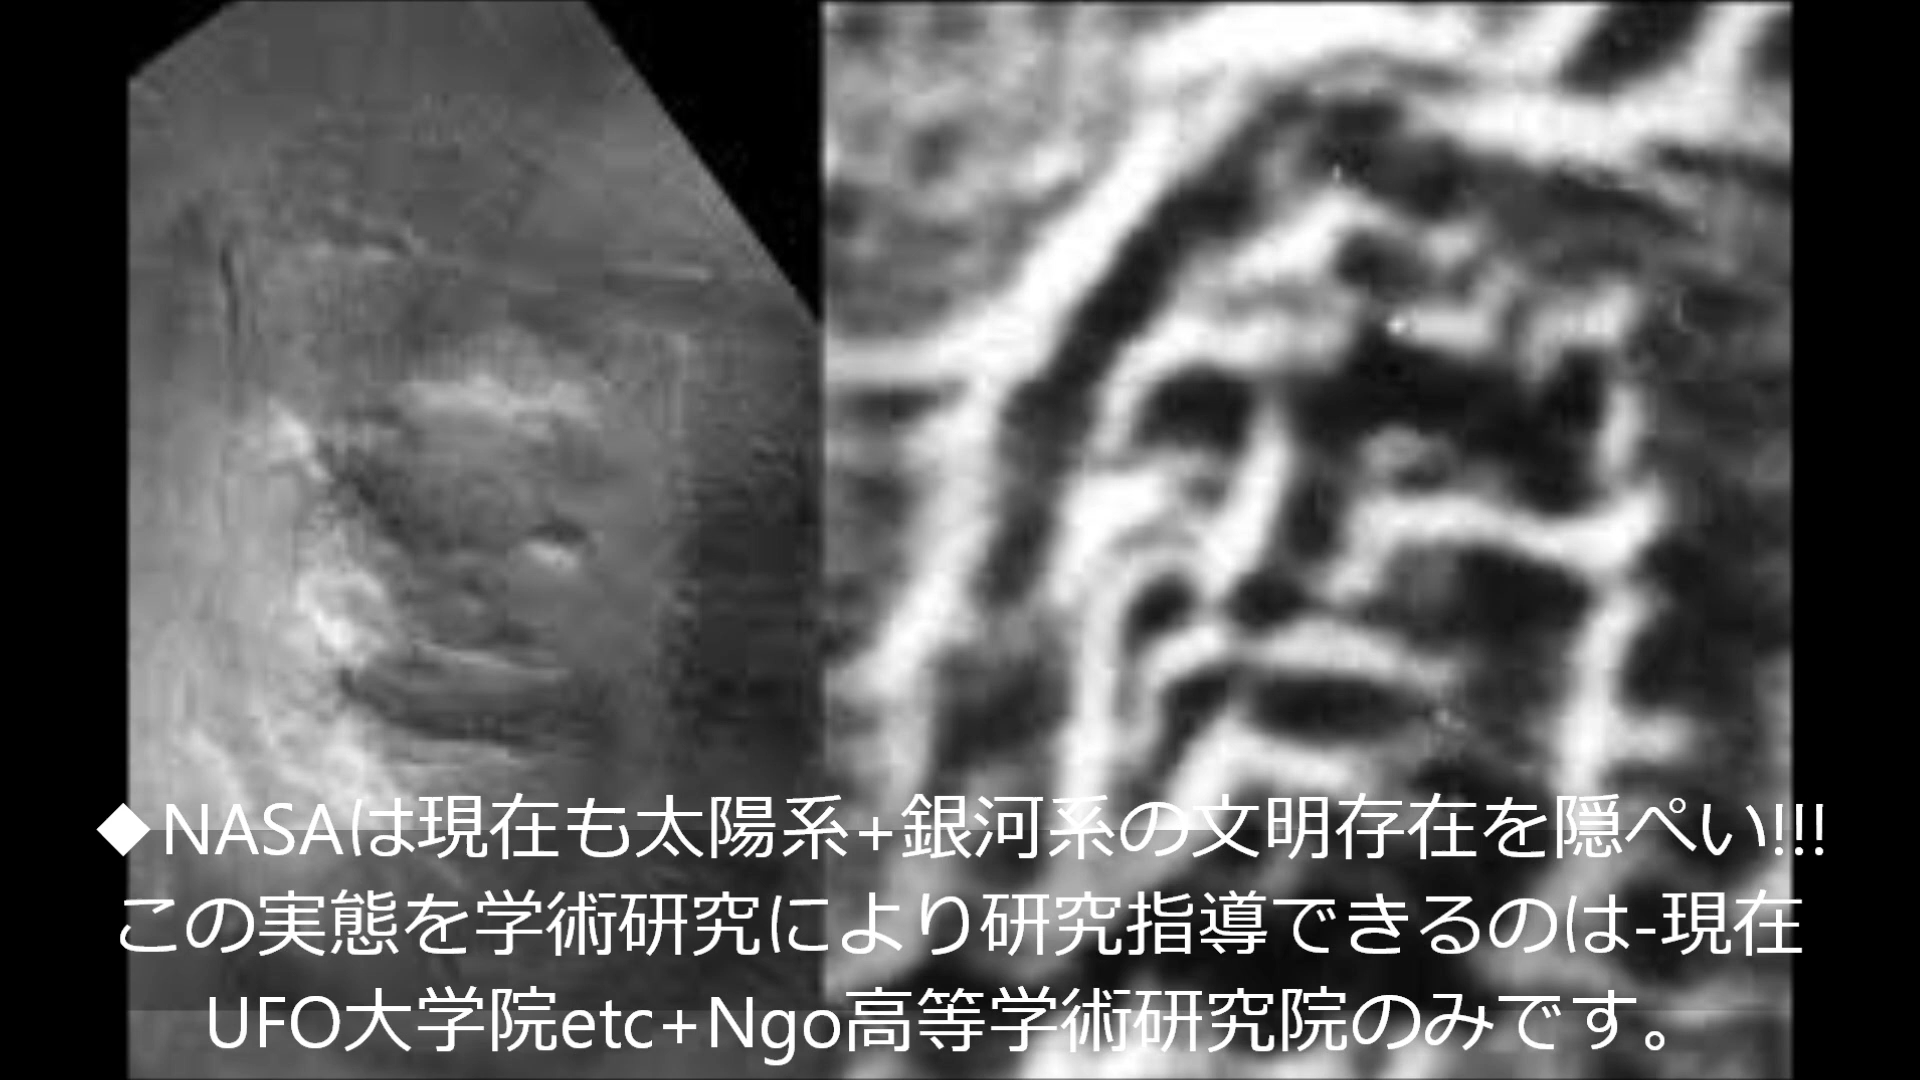 ◆NASAは現在も太陽系+銀河系の文明存在を隠ぺい!!!
この実態を学術研究により研究指導できるのは-現在
UFO大学院etc+Ngo高等学術研究院のみです。